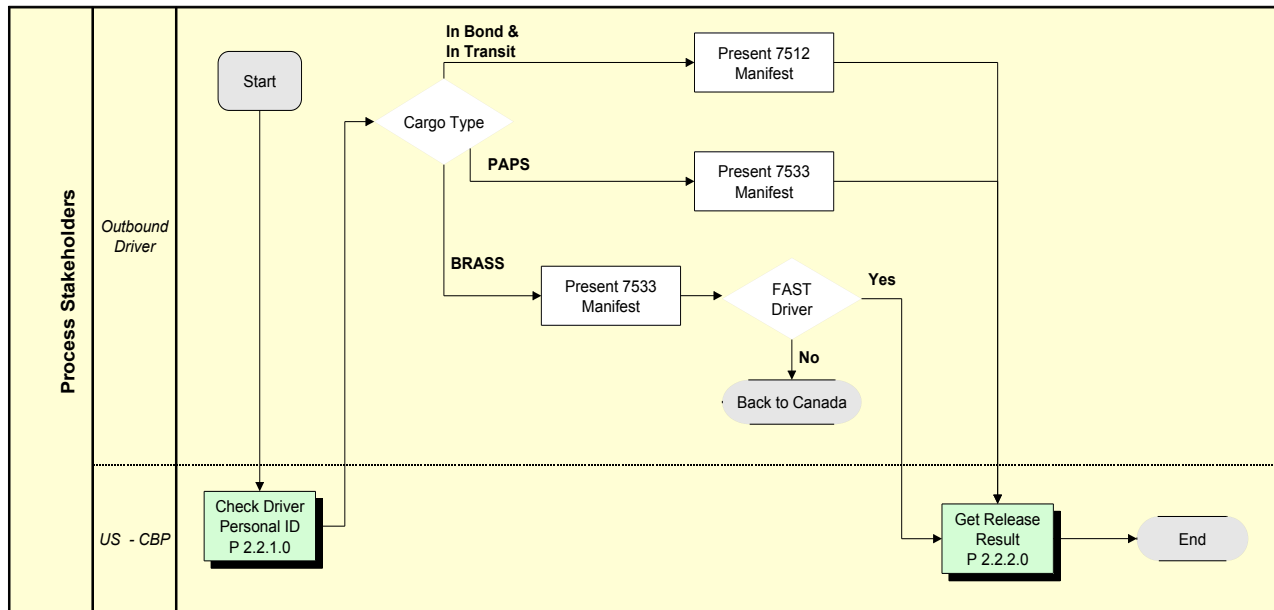 Process Stakeholders
Outbound
Driver
US - CBP
Start
In Bond &
In Transit
Present 7512
Manifest
Cargo Type
PAPS
Present 7533
Manifest
BRASS
Present 7533
Manifest
FAST
Driver
Yes
No
Back to Canada
Check Driver
Personal ID
P 2.2.1.0
Get Release
Result
P 2.2.2.0
End